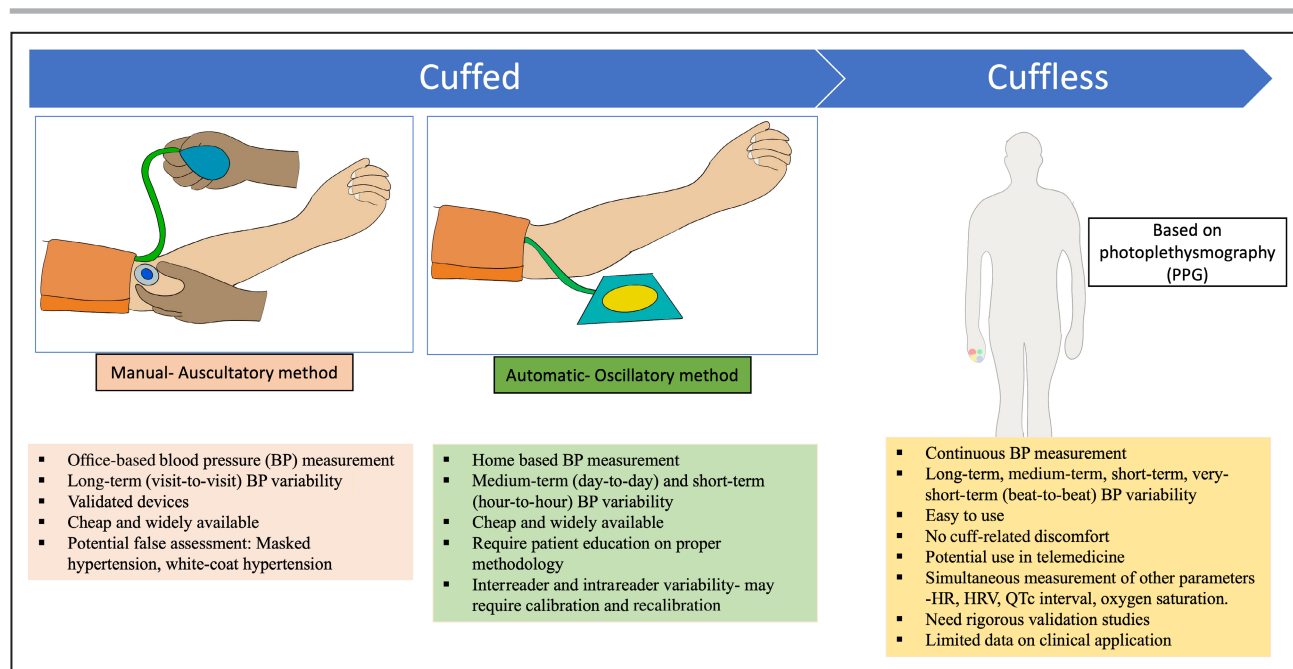 Cuffed
Cuffless
Based on
photoplethysmography
(PPG)
Manual- Auscultatory method
Automatic- Oscillatory method
▪ Office-based blood pressure (BP) measurement
▪ Long-term (visit-to-visit) BP variability
▪ Validated devices
▪ Cheap and widely available
▪ Potential false assessment: Masked
hypertension, white-coat hypertension
▪ Home based BP measurement
▪ Medium-term (day-to-day) and short-term
(hour-to-hour) BP variability
▪ Cheap and widely available
▪ Require patient education on proper
methodology
▪ Interreader and intrareader variability- may
require calibration and recalibration
▪ Continuous BP measurement
▪ Long-term, medium-term, short-term, very-
short-term (beat-to-beat) BP variability
▪ Easy to use
▪ No cuff-related discomfort
▪ Potential use in telemedicine
▪ Simultaneous measurement of other parameters
-HR, HRV, QTc interval, oxygen saturation.
▪ Need rigorous validation studies
▪ Limited data on clinical application